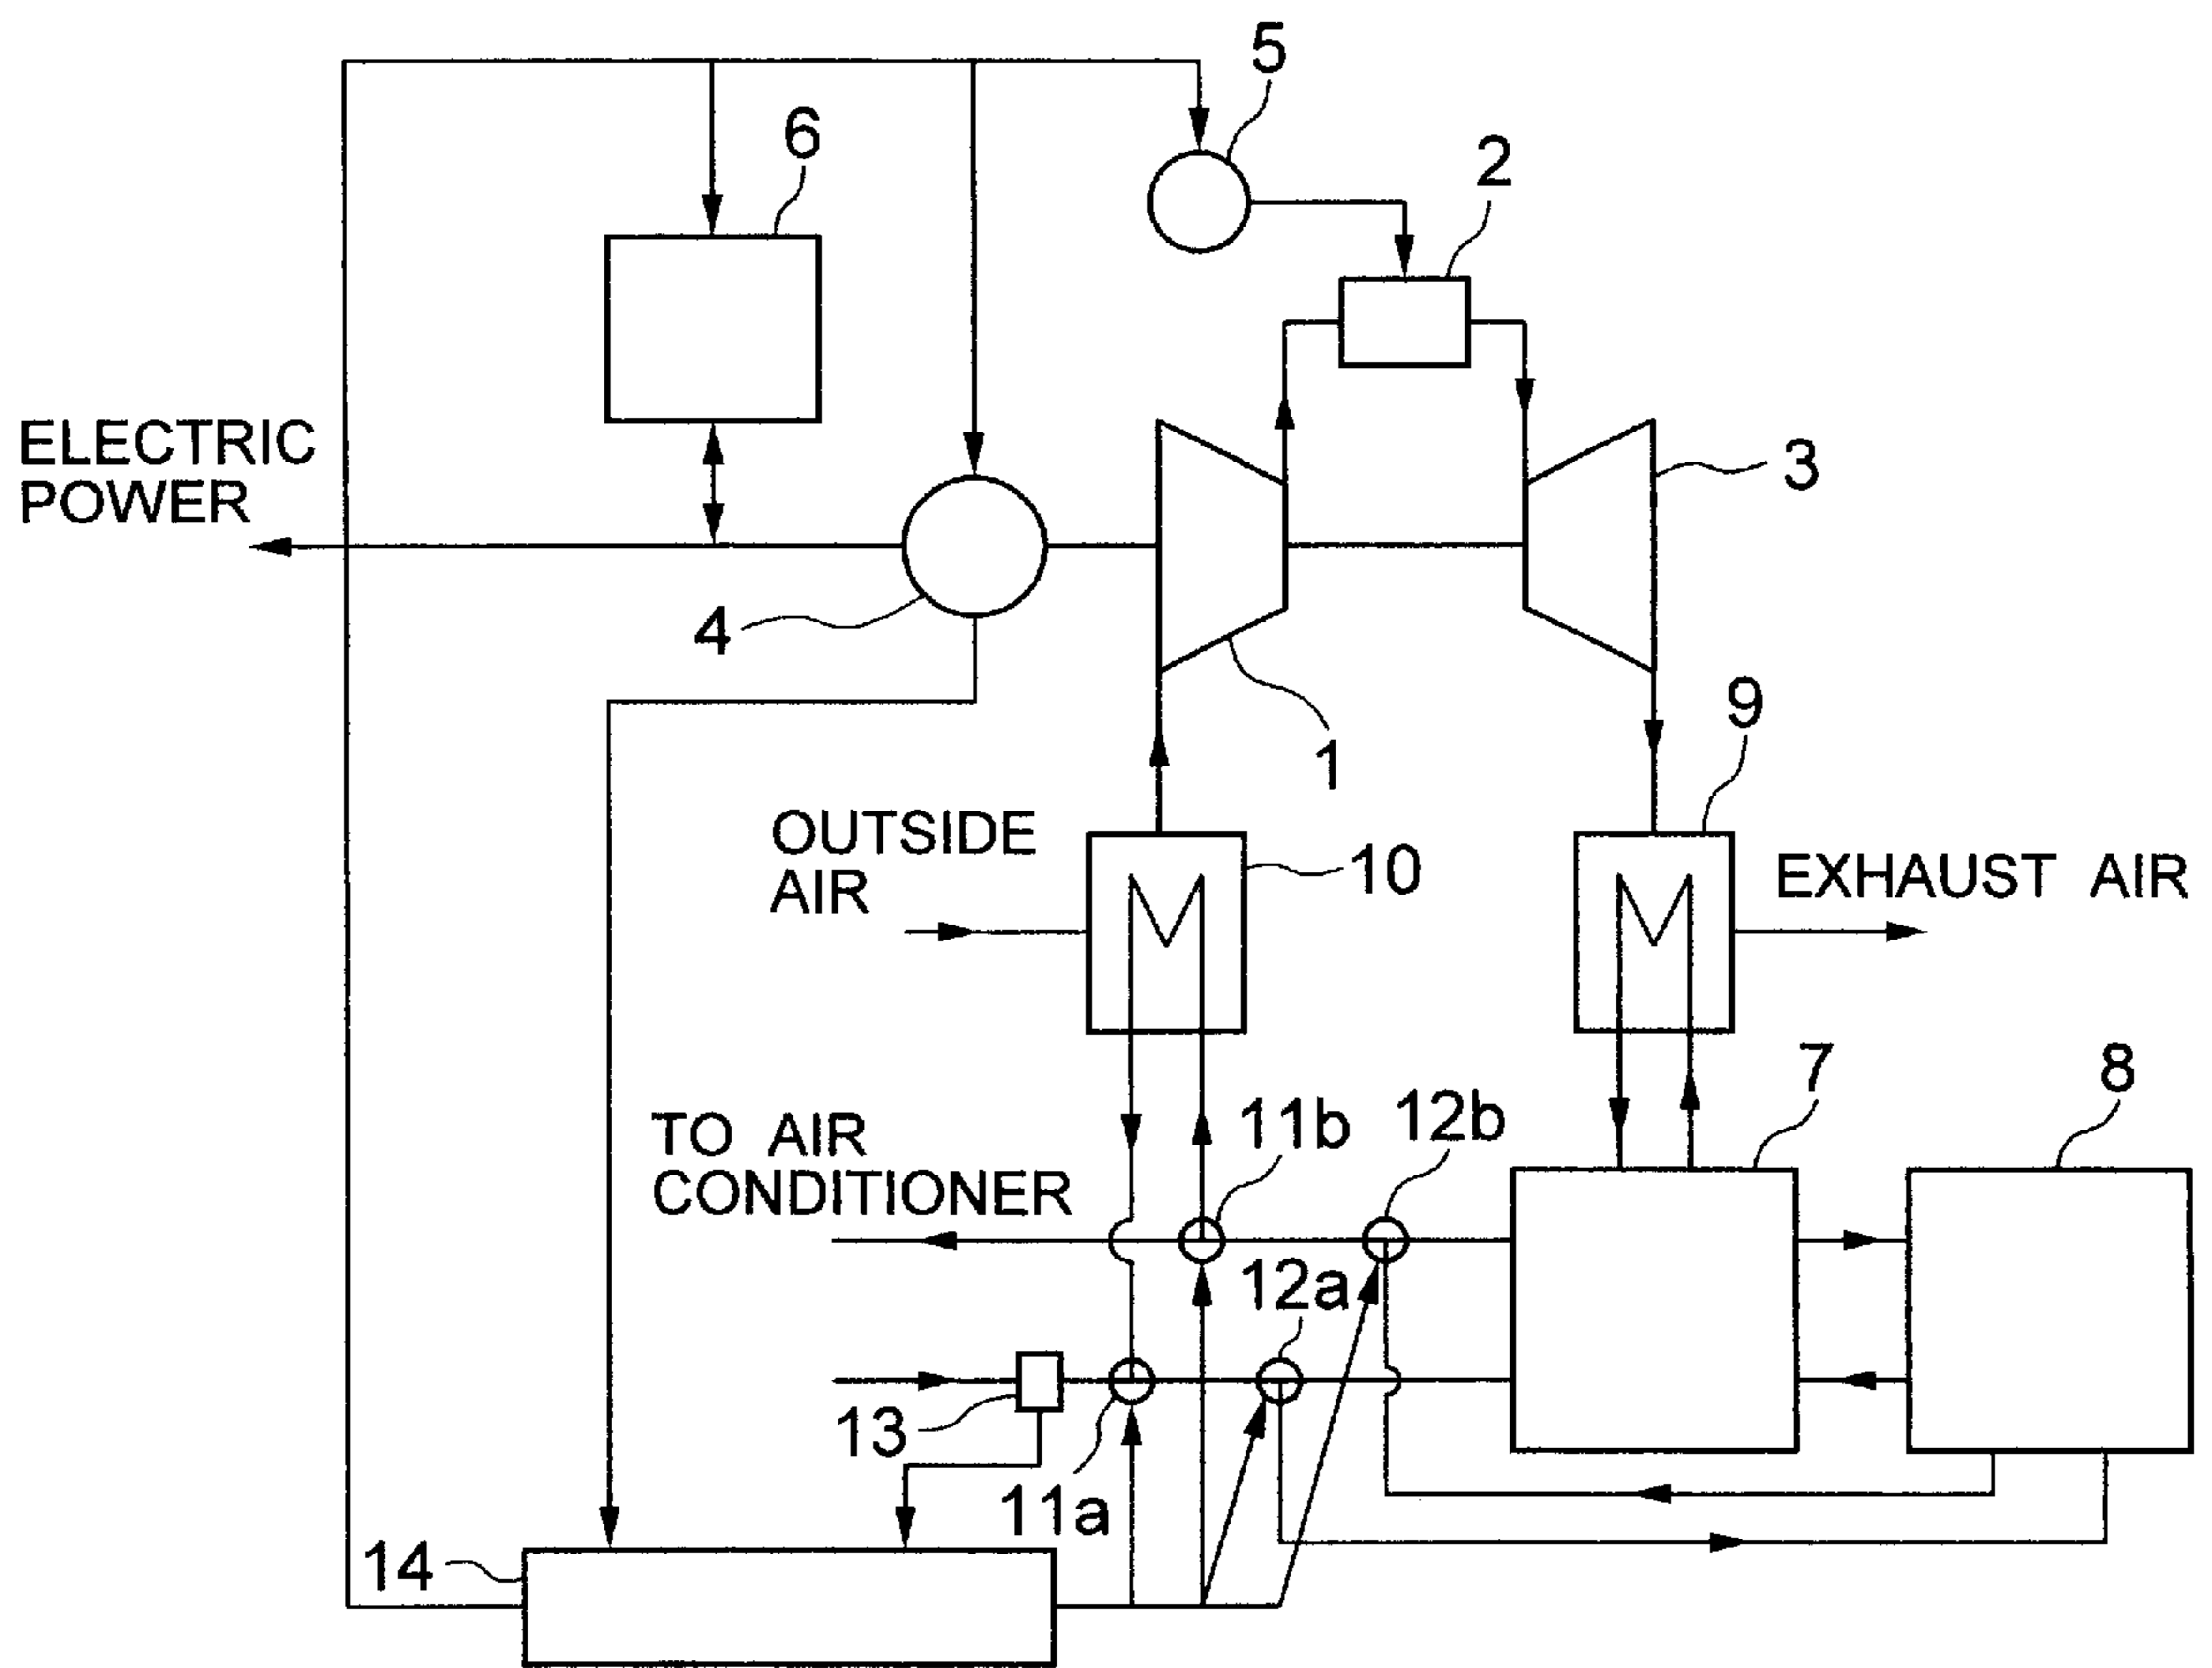 5
6
2
ELECTRIC
POWER
3
4
1
9
OUTSIDE
AIR
10
EXHAUST AIR
7
8
TO AIR
CONDITIONER
11b
12b
12a
13
11a
14